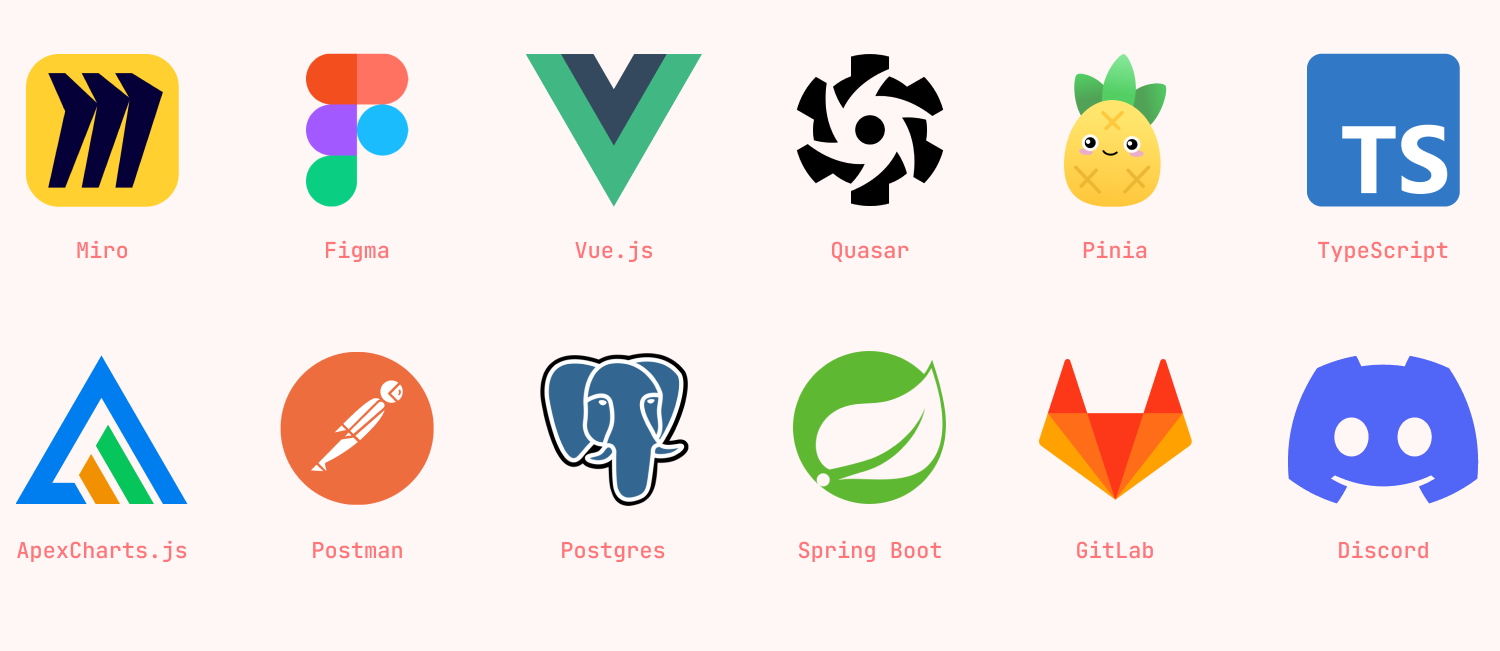 TS
Miro
Figma
Vue.js
Quasar
Pinia
TypeScript
ApexCharts.js
Postman
Postgres
Spring Boot
GitLab
Discord